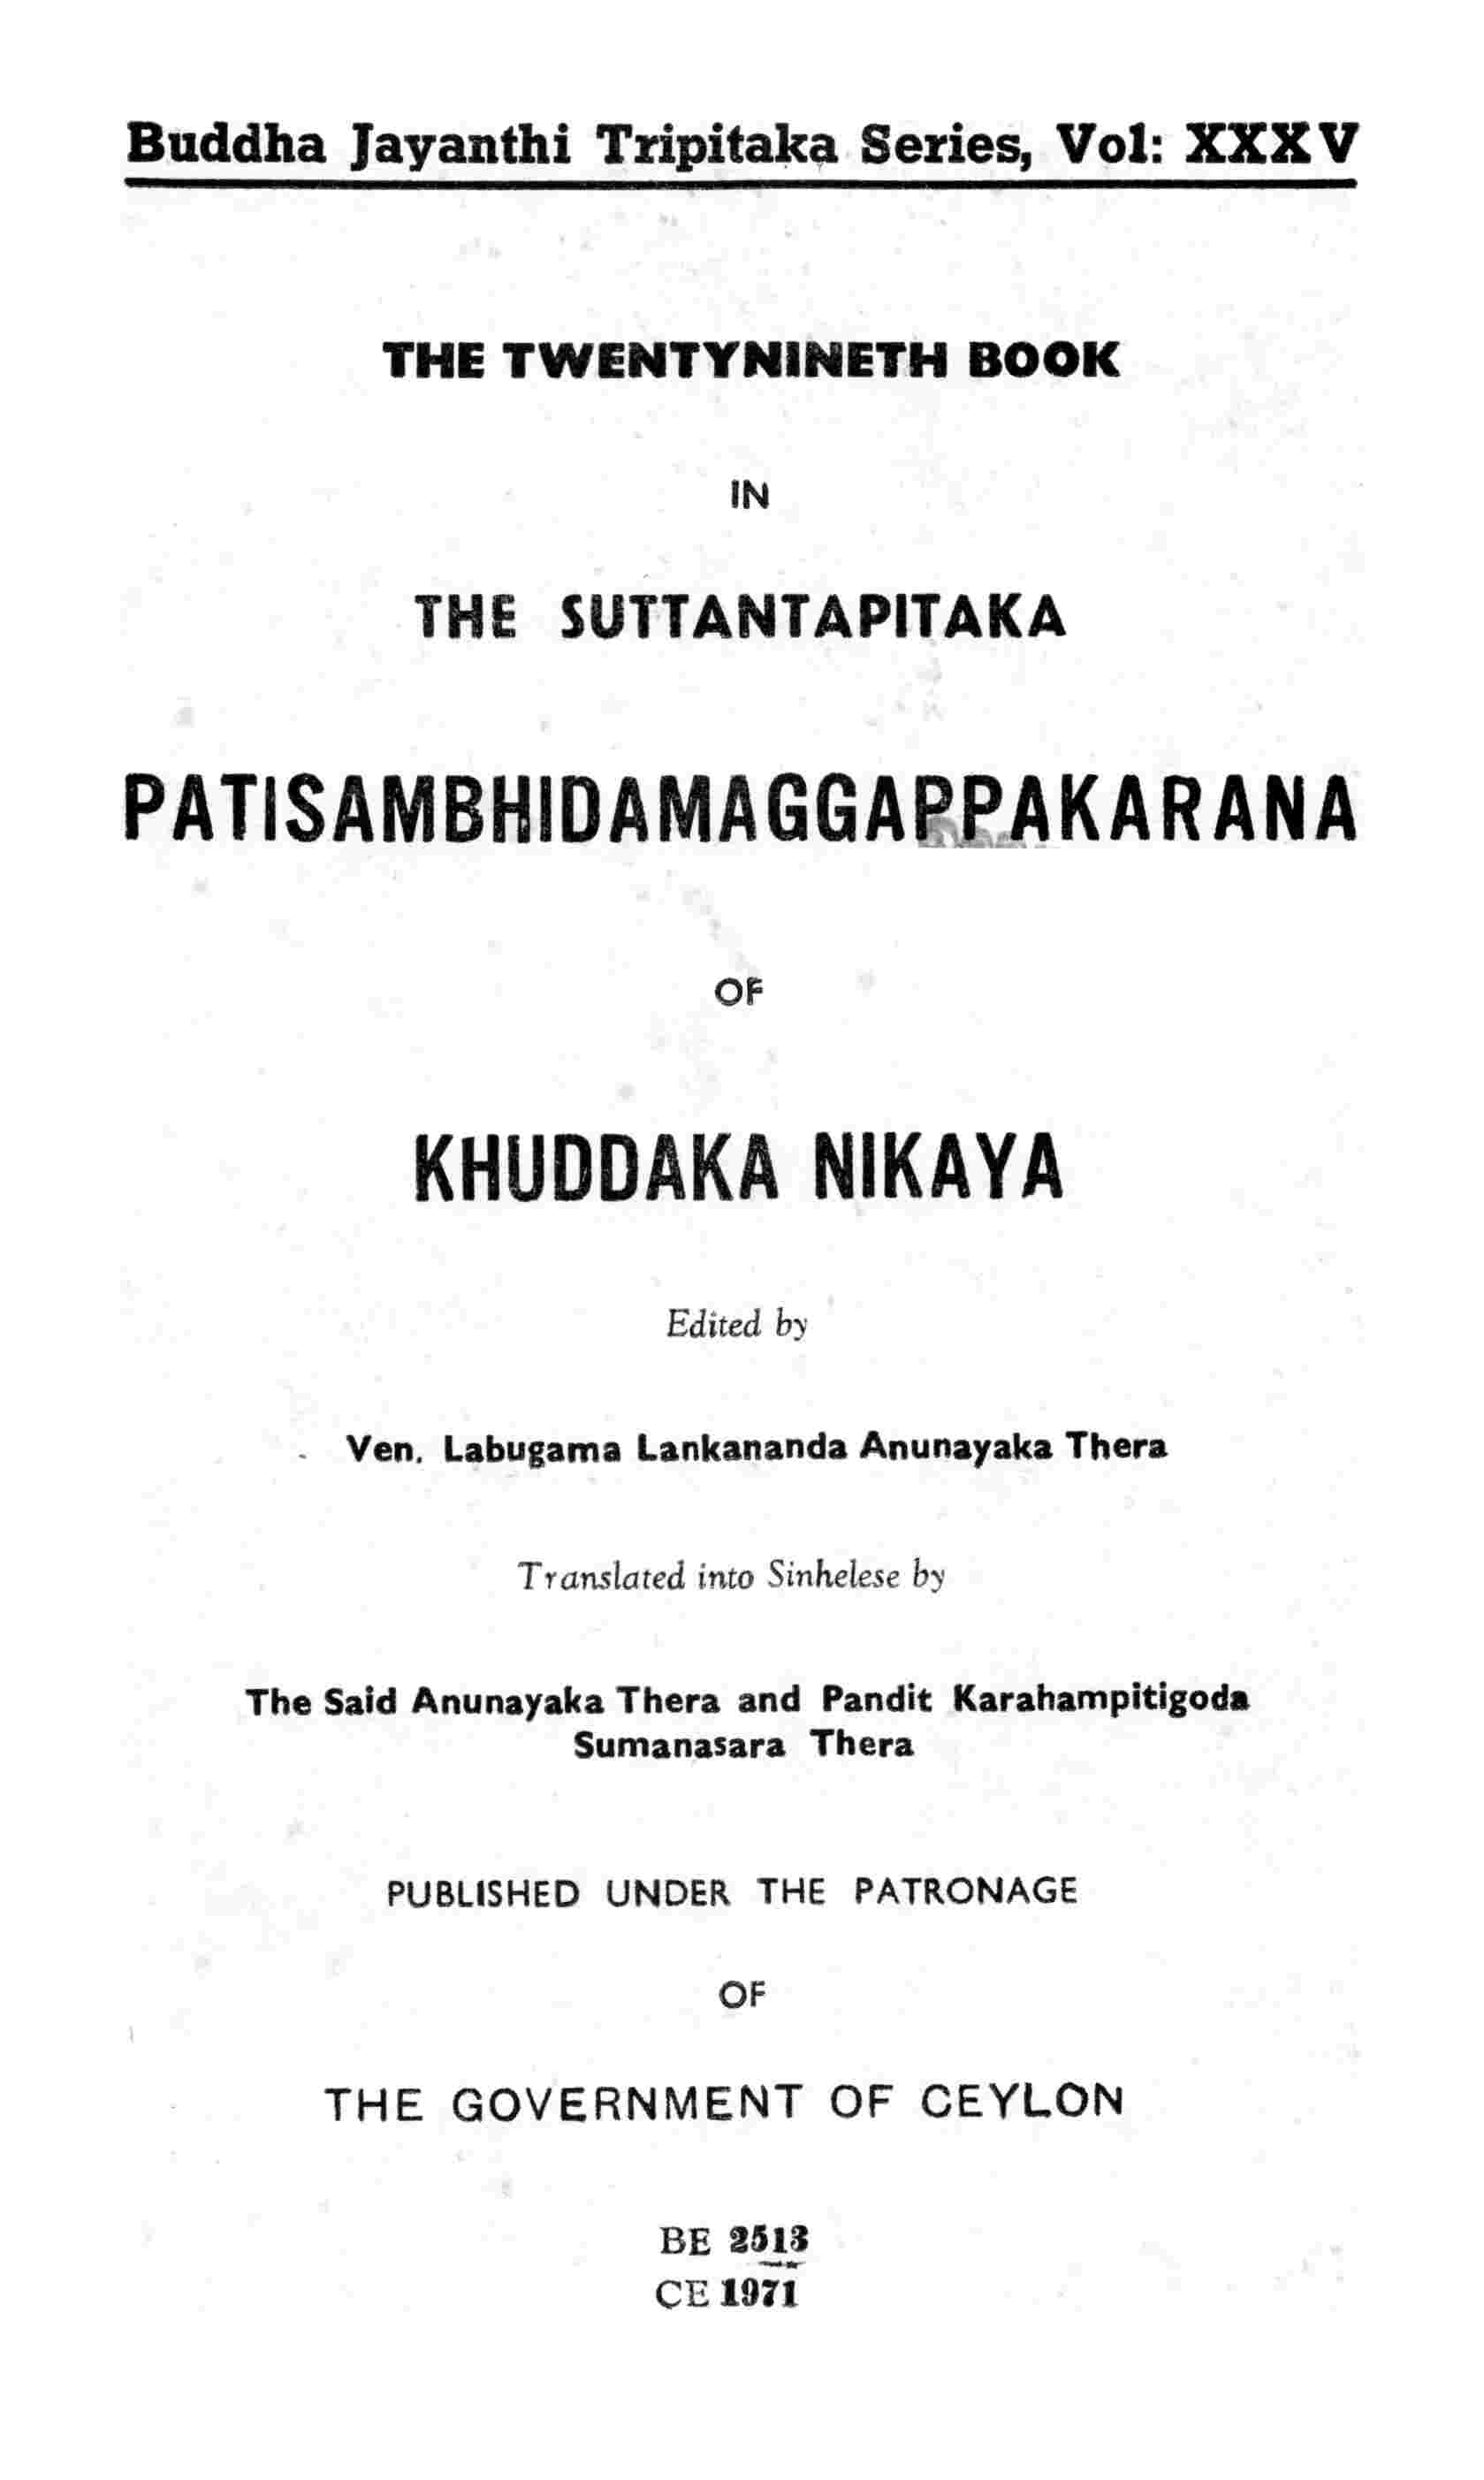 Buddha Jayanthi Tripitaka Series, Vol: XXXV
THE TWENTYNINETH BOOK
IN
THE SUTTANTAPITAKA
PATISAMBHIDAMAGGAPPAKARANA
OF
KHUDDAKA NIKAYA
Edited by
Ven. Labugama Lankananda Anunayaka Thera
Translated into Sinhelese by
The Said Anunayaka Thera and Pandit Karahampitigoda
Sumanasara Thera
PUBLISHED UNDER THE PATRONAGE
OF
THE GOVERNMENT OF CEYLON
BE 2513
CE 1971